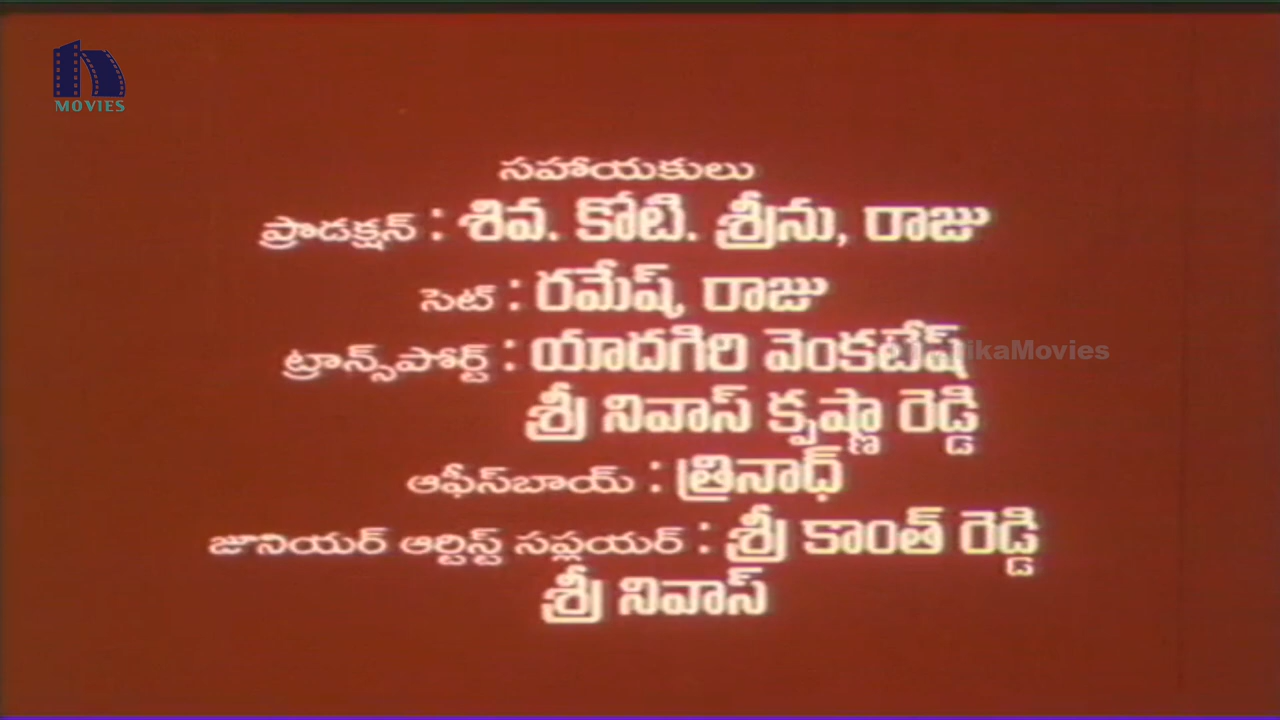 MOVIES
సహాయకులు
ప్రొడక్షన్ : శివ. కోటి. శ్రీను, రాజు
సెట్ : రమేష్, రాజు
ట్రాన్స్‌పోర్ట్ : యాదగిరి వెంకటేష్
శ్రీ నివాస్ కృష్ణా రెడ్డి
ఆఫీస్‌బాయ్ : త్రినాధ్
జూనియర్ ఆర్టిస్ట్ సప్లయర్ : శ్రీ కాంత్ రెడ్డి
శ్రీ నివాస్